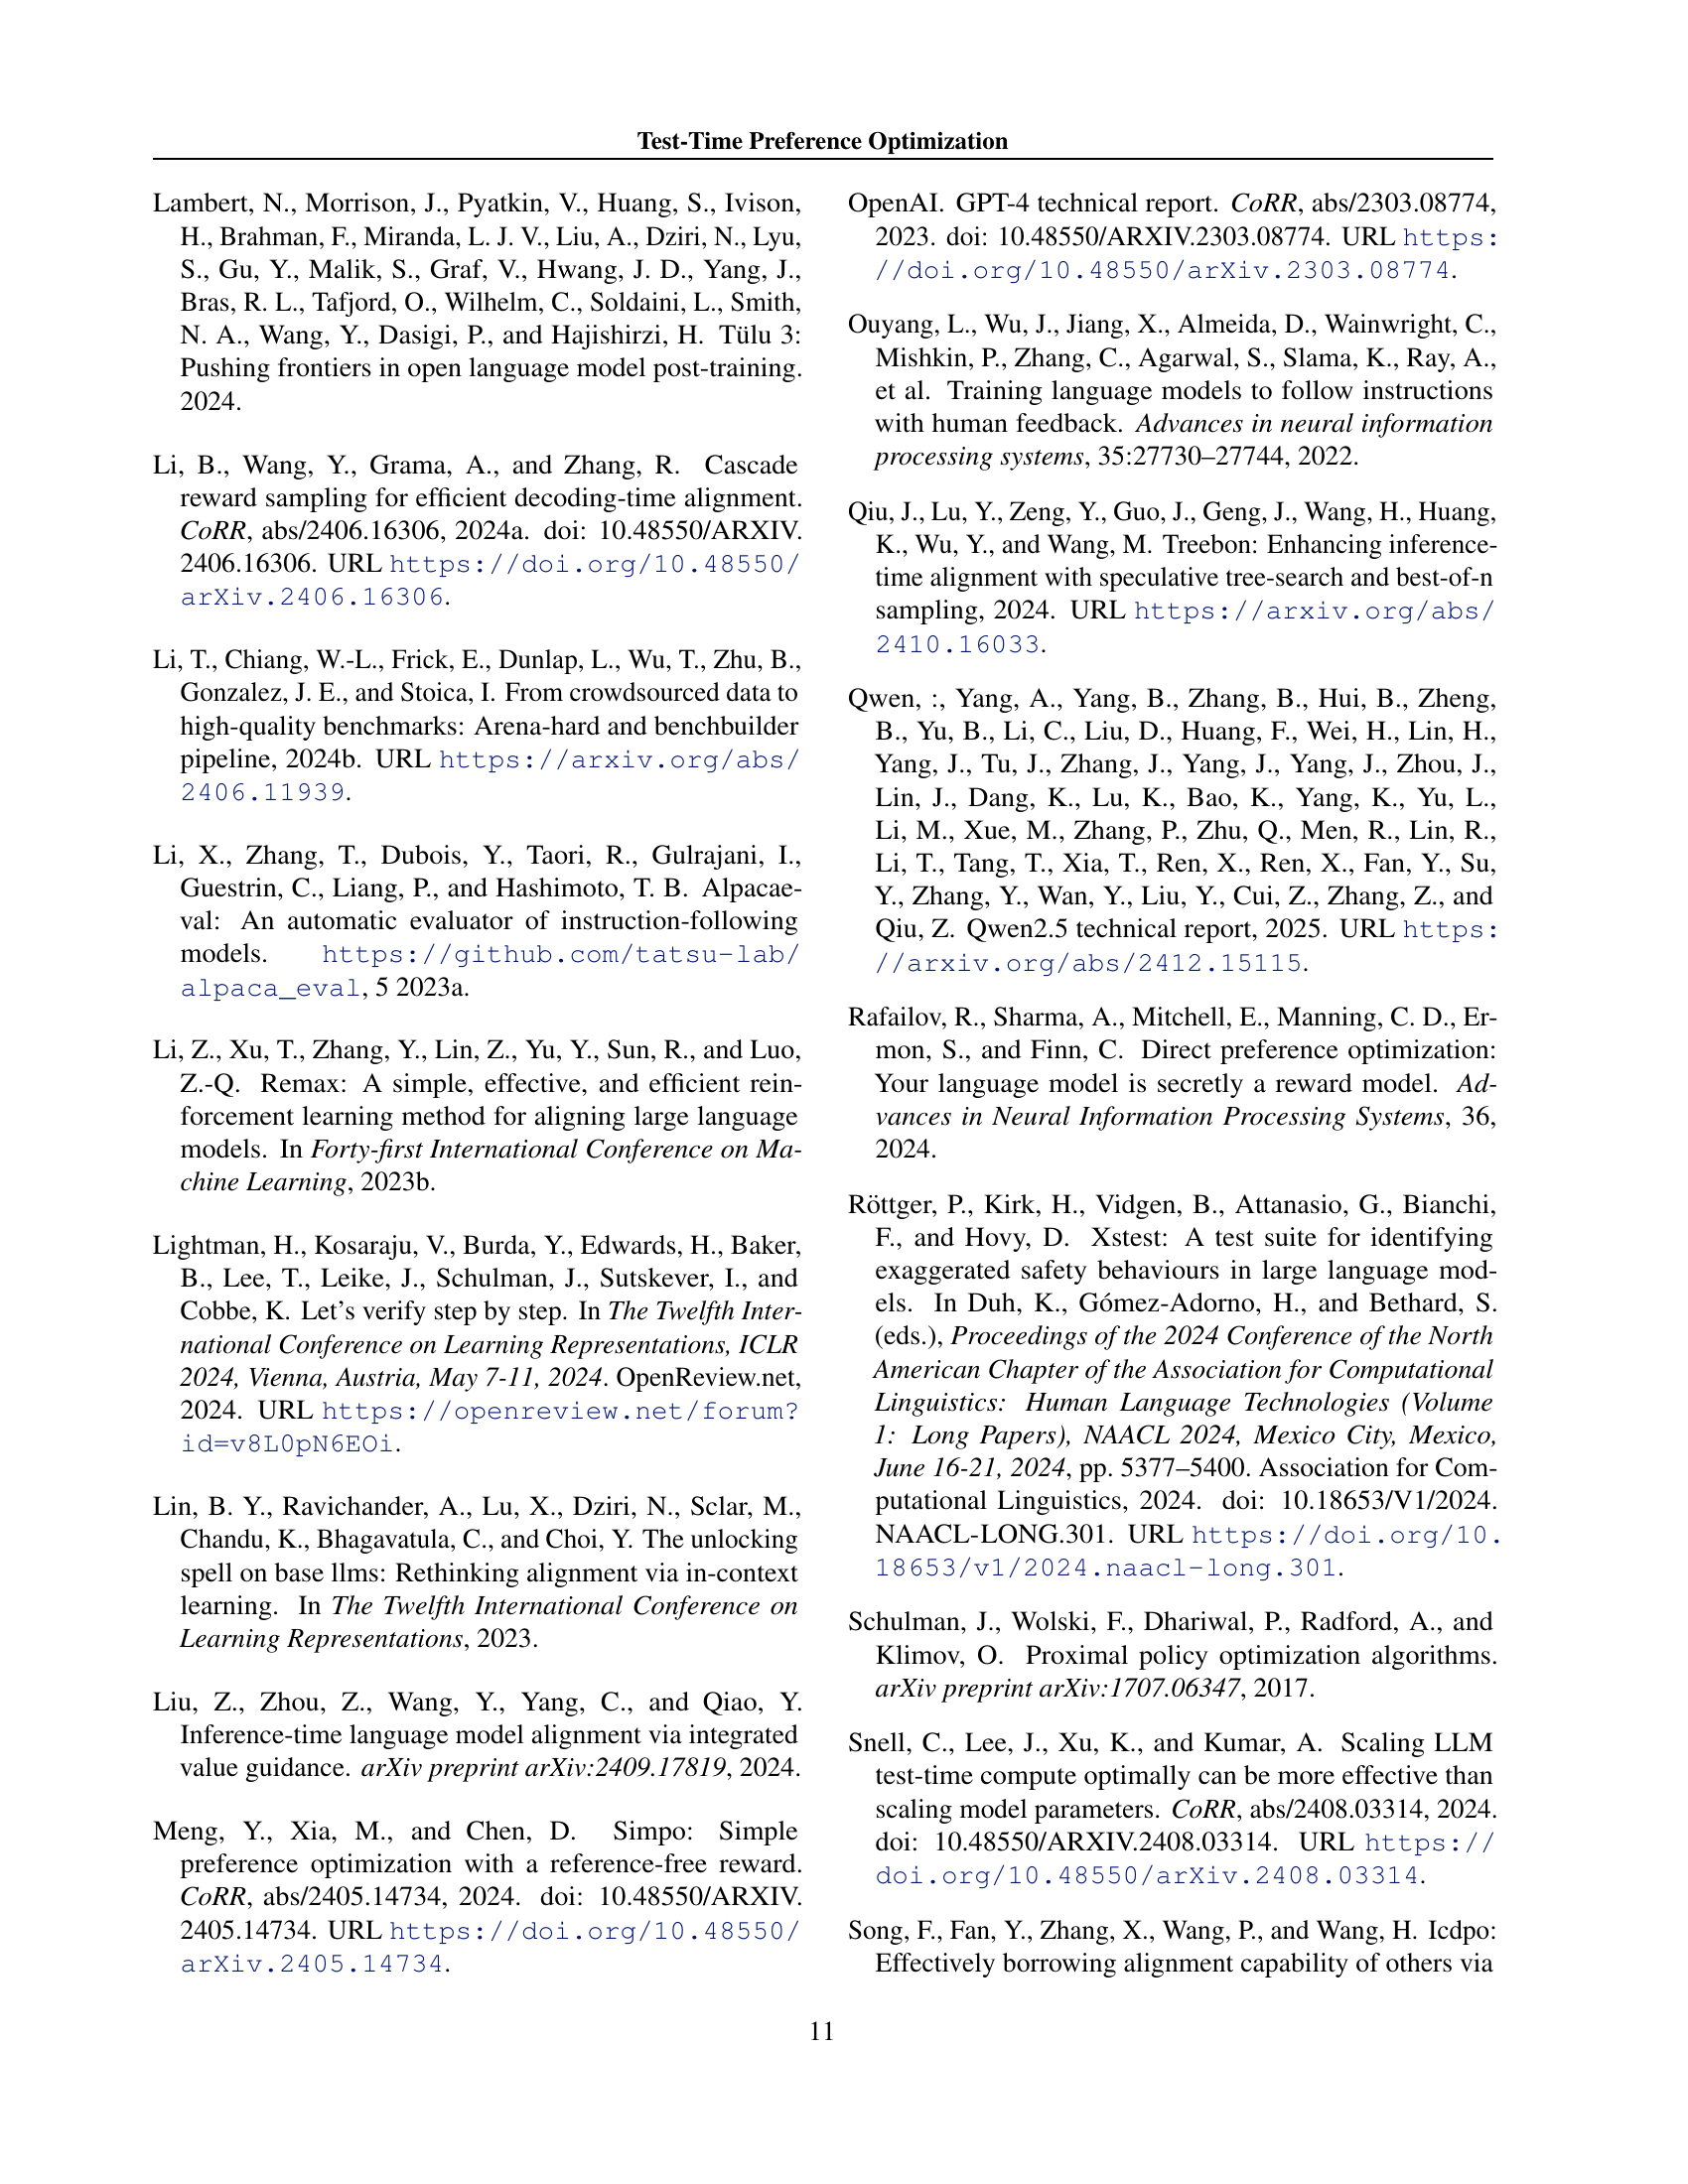 Test-Time Preference Optimization
Lambert, N., Morrison, J., Pyatkin, V., Huang, S., Ivison,
H., Brahman, F., Miranda, L. J. V., Liu, A., Dziri, N., Lyu,
S., Gu, Y., Malik, S., Graf, V., Hwang, J. D., Yang, J.,
Bras, R. L., Tafjord, O., Wilhelm, C., Soldaini, L., Smith,
N. A., Wang, Y., Dasigi, P., and Hajishirzi, H. Tülu 3:
Pushing frontiers in open language model post-training.
2024.
Li, B., Wang, Y., Grama, A., and Zhang, R. Cascade
reward sampling for efficient decoding-time alignment.
CoRR, abs/2406.16306, 2024a. doi: 10.48550/ARXIV.
2406.16306. URL https://doi.org/10.48550/
arXiv.2406.16306.
Li, T., Chiang, W.-L., Frick, E., Dunlap, L., Wu, T., Zhu, B.,
Gonzalez, J. E., and Stoica, I. From crowdsourced data to
high-quality benchmarks: Arena-hard and benchbuilder
pipeline, 2024b. URL https://arxiv.org/abs/
2406.11939.
Li, X., Zhang, T., Dubois, Y., Taori, R., Gulrajani, I.,
Guestrin, C., Liang, P., and Hashimoto, T. B. Alpacae-
val: An automatic evaluator of instruction-following
models. https://github.com/tatsu-lab/
alpaca_eval, 5 2023a.
Li, Z., Xu, T., Zhang, Y., Lin, Z., Yu, Y., Sun, R., and Luo,
Z.-Q. Remax: A simple, effective, and efficient rein-
forcement learning method for aligning large language
models. In Forty-first International Conference on Ma-
chine Learning, 2023b.
Lightman, H., Kosaraju, V., Burda, Y., Edwards, H., Baker,
B., Lee, T., Leike, J., Schulman, J., Sutskever, I., and
Cobbe, K. Let's verify step by step. In The Twelfth Inter-
national Conference on Learning Representations, ICLR
2024, Vienna, Austria, May 7-11, 2024. OpenReview.net,
2024. URL https://openreview.net/forum?
id=v8L0pN6EOi.
Lin, B. Y., Ravichander, A., Lu, X., Dziri, N., Sclar, M.,
Chandu, K., Bhagavatula, C., and Choi, Y. The unlocking
spell on base llms: Rethinking alignment via in-context
learning. In The Twelfth International Conference on
Learning Representations, 2023.
Liu, Z., Zhou, Z., Wang, Y., Yang, C., and Qiao, Y.
Inference-time language model alignment via integrated
value guidance. arXiv preprint arXiv:2409.17819, 2024.
Meng, Y., Xia, M., and Chen, D. Simpo: Simple
preference optimization with a reference-free reward.
CoRR, abs/2405.14734, 2024. doi: 10.48550/ARXIV.
2405.14734. URL https://doi.org/10.48550/
arXiv.2405.14734.
OpenAI. GPT-4 technical report. CoRR, abs/2303.08774,
2023. doi: 10.48550/ARXIV.2303.08774. URL https:
//doi.org/10.48550/arXiv.2303.08774.
Ouyang, L., Wu, J., Jiang, X., Almeida, D., Wainwright, C.,
Mishkin, P., Zhang, C., Agarwal, S., Slama, K., Ray, A.,
et al. Training language models to follow instructions
with human feedback. Advances in neural information
processing systems, 35:27730–27744, 2022.
Qiu, J., Lu, Y., Zeng, Y., Guo, J., Geng, J., Wang, H., Huang,
K., Wu, Y., and Wang, M. Treebon: Enhancing inference-
time alignment with speculative tree-search and best-of-n
sampling, 2024. URL https://arxiv.org/abs/
2410.16033.
Qwen, :, Yang, A., Yang, B., Zhang, B., Hui, B., Zheng,
B., Yu, B., Li, C., Liu, D., Huang, F., Wei, H., Lin, H.,
Yang, J., Tu, J., Zhang, J., Yang, J., Yang, J., Zhou, J.,
Lin, J., Dang, K., Lu, K., Bao, K., Yang, K., Yu, L.,
Li, M., Xue, M., Zhang, P., Zhu, Q., Men, R., Lin, R.,
Li, T., Tang, T., Xia, T., Ren, X., Ren, X., Fan, Y., Su,
Y., Zhang, Y., Wan, Y., Liu, Y., Cui, Z., Zhang, Z., and
Qiu, Z. Qwen2.5 technical report, 2025. URL https:
//arxiv.org/abs/2412.15115.
Rafailov, R., Sharma, A., Mitchell, E., Manning, C. D., Er-
mon, S., and Finn, C. Direct preference optimization:
Your language model is secretly a reward model. Ad-
vances in Neural Information Processing Systems, 36,
2024.
Röttger, P., Kirk, H., Vidgen, B., Attanasio, G., Bianchi,
F., and Hovy, D. Xstest: A test suite for identifying
exaggerated safety behaviours in large language mod-
els. In Duh, K., Gómez-Adorno, H., and Bethard, S.
(eds.), Proceedings of the 2024 Conference of the North
American Chapter of the Association for Computational
Linguistics: Human Language Technologies (Volume
1: Long Papers), NAACL 2024, Mexico City, Mexico,
June 16-21, 2024, pp. 5377–5400. Association for Com-
putational Linguistics, 2024. doi: 10.18653/V1/2024.
NAACL-LONG.301. URL https://doi.org/10.
18653/v1/2024.naacl-long.301.
Schulman, J., Wolski, F., Dhariwal, P., Radford, A., and
Klimov, O. Proximal policy optimization algorithms.
arXiv preprint arXiv:1707.06347, 2017.
Snell, C., Lee, J., Xu, K., and Kumar, A. Scaling LLM
test-time compute optimally can be more effective than
scaling model parameters. CoRR, abs/2408.03314, 2024.
doi: 10.48550/ARXIV.2408.03314. URL https://
doi.org/10.48550/arXiv.2408.03314.
Song, F., Fan, Y., Zhang, X., Wang, P., and Wang, H. Icdpo:
Effectively borrowing alignment capability of others via
11